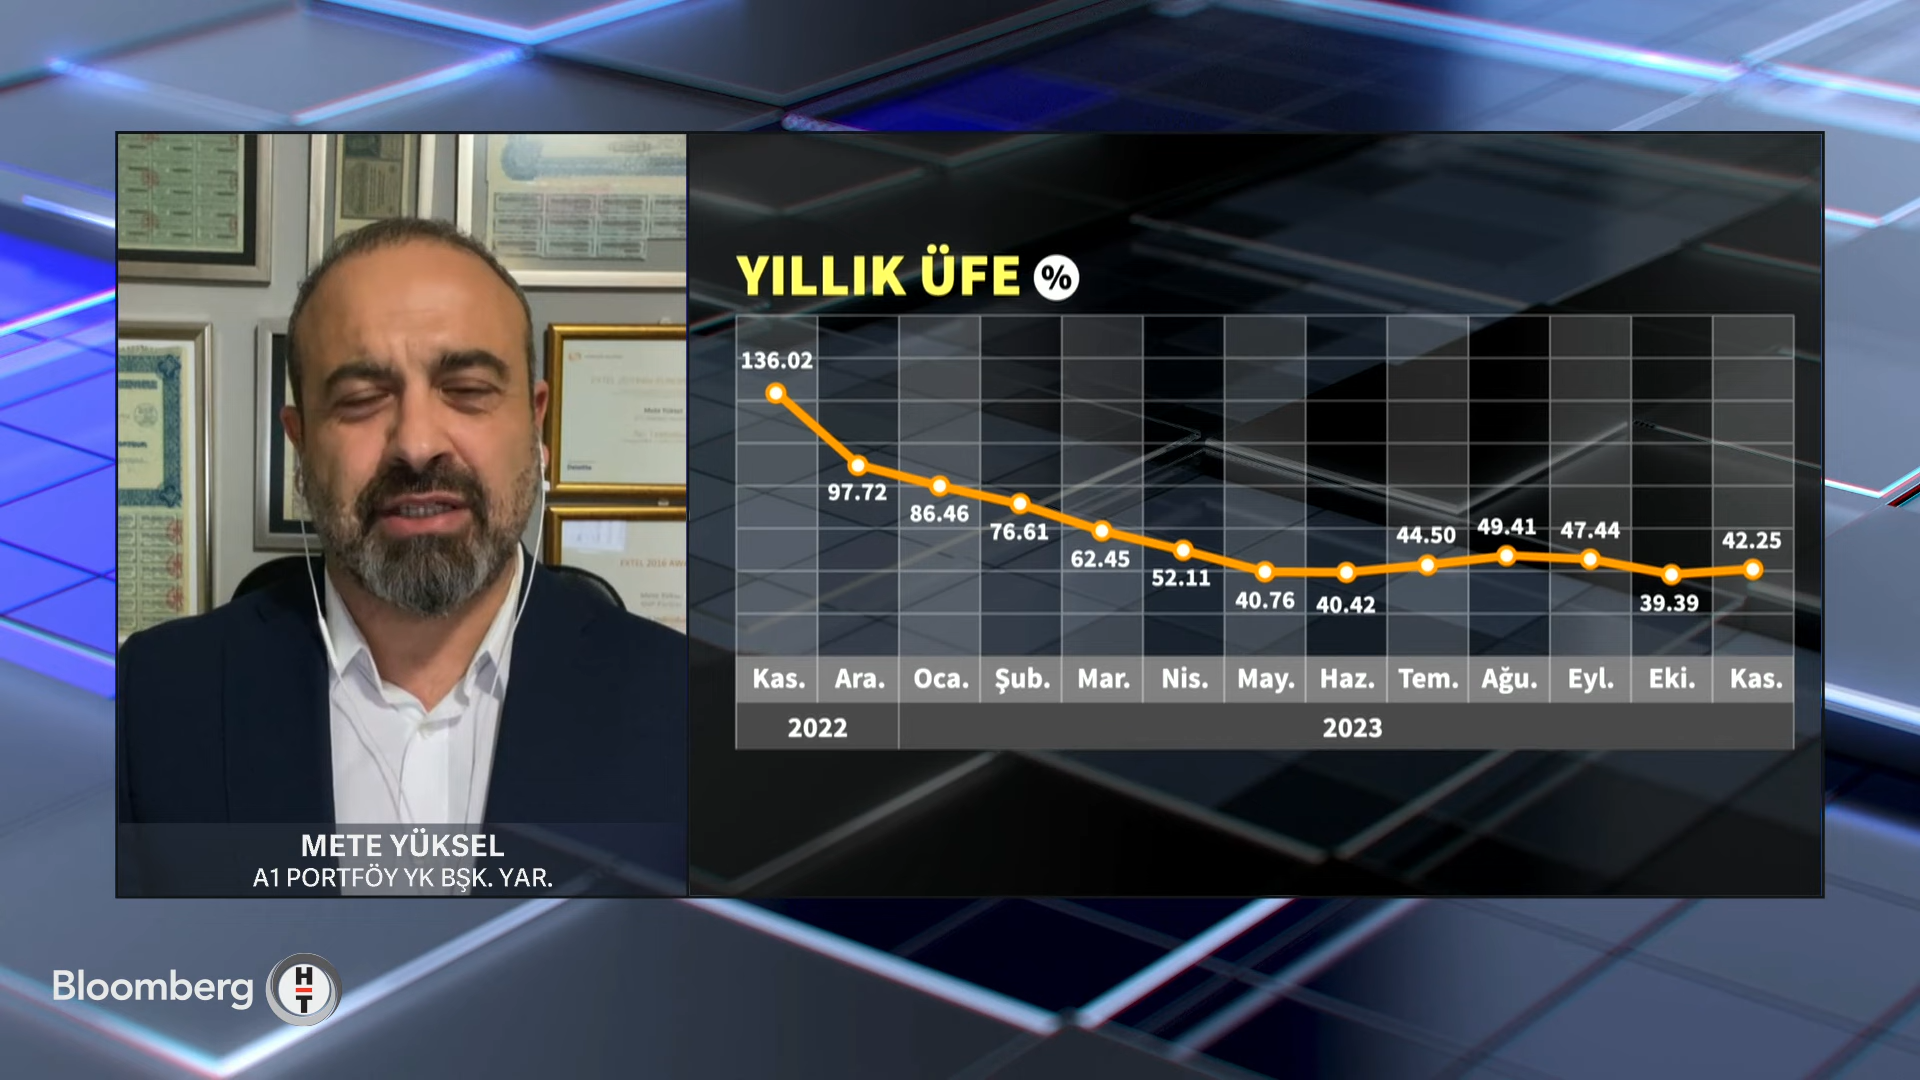 YILLIK ÜFE %
136.02
97.72
86.46
76.61
62.45
52.11
40.76
40.42
44.50
49.41
47.44
39.39
42.25
Kas. Ara. Oca. Şub. Mar. Nis. May. Haz. Tem. Ağu. Eyl. Eki. Kas.
2022 2023
METE YÜKSEL
A1 PORTFÖY YK BŞK. YAR.
Bloomberg HT